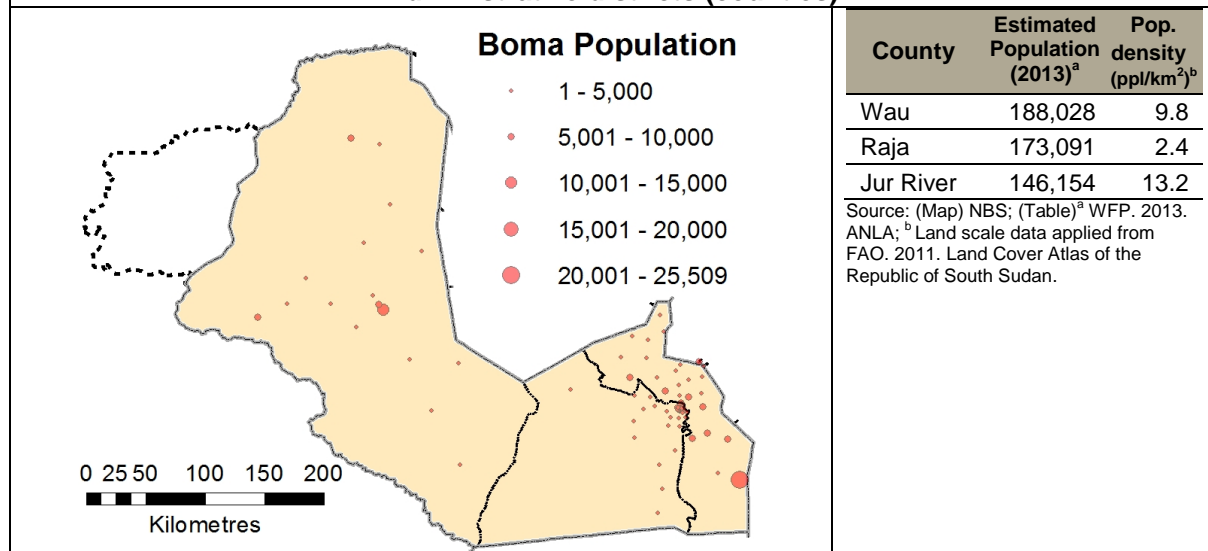 (counties)
Boma Population
1 - 5,000
5,001 - 10,000
10,001 - 15,000
15,001 - 20,000
20,001 - 25,509
0 25 50 100 150 200
Kilometres
County Estimated Population (2013)a Pop. density (ppl/km2)b
Wau 188,028 9.8
Raja 173,091 2.4
Jur River 146,154 13.2
Source: (Map) NBS; (Table)a WFP. 2013.
ANLA; b Land scale data applied from
FAO. 2011. Land Cover Atlas of the
Republic of South Sudan.